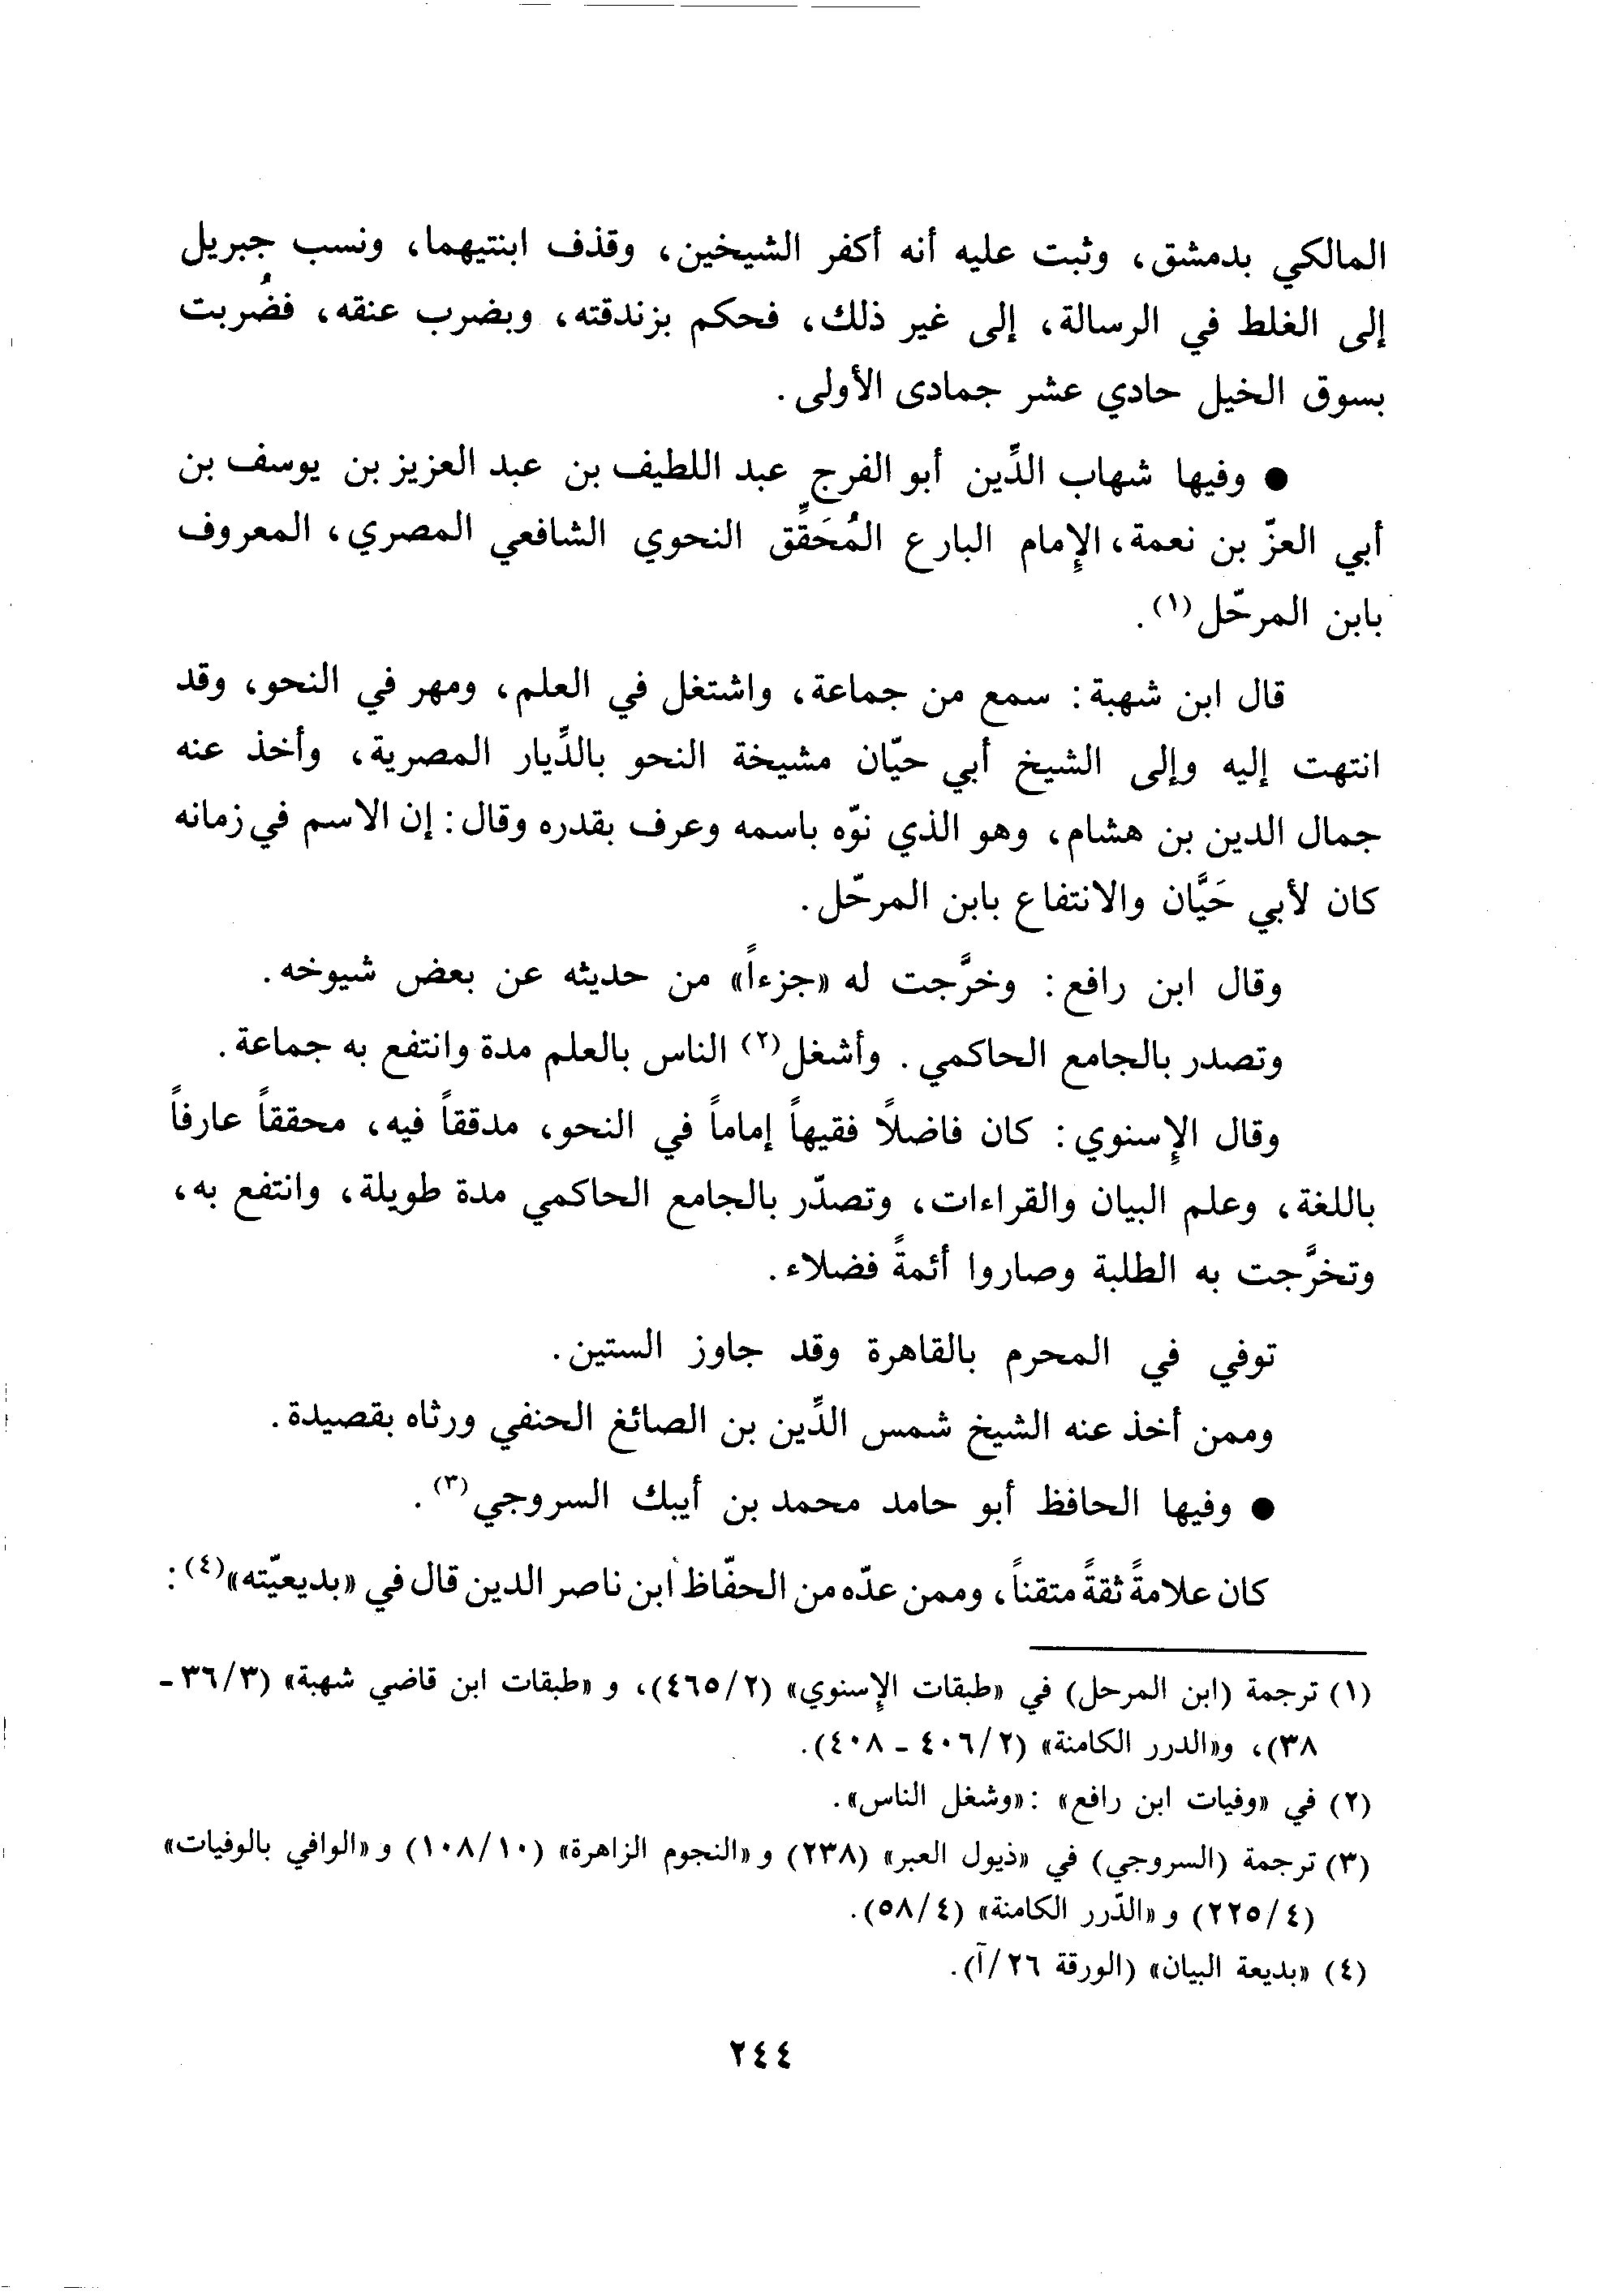 المالكي بدمشق، وثبت عليه أنه أكفر الشيخين، وقذف ابنتيهما، ونسب جبريل
إلى الغلط في الرسالة، إلى غير ذلك، فحكم بزندقته، وبضرب عنقه، فضُربت
بسوق الخيل حادي عشر جمادى الأولى.
● وفيها شهاب الدِّين أبو الفرج عبد اللطيف بن عبد العزيز بن يوسف بن
أبي العزّ بن نعمة، الإِمام البارع المُحَقِّق النحوي الشافعي المصري، المعروف
بابن المرحّل(١).
قال ابن شهبة: سمع من جماعة، واشتغل في العلم، ومهر في النحو، وقد
انتهت إليه وإلى الشيخ أبي حيّان مشيخة النحو بالدِّيار المصرية، وأخذ عنه
جمال الدين بن هشام، وهو الذي نوّه باسمه وعرف بقدره وقال: إن الاسم في زمانه
كان لأبي حَيَّان والانتفاع بابن المرحّل.
وقال ابن رافع: وخرَّجت له «جزءاً» من حديثه عن بعض شيوخه.
وتصدر بالجامع الحاكمي. وأشغل(٢) الناس بالعلم مدة وانتفع به جماعة.
وقال الإِسنوي: كان فاضلاً فقيهاً إماماً في النحو، مدققاً فيه، محققاً عارفاً
باللغة، وعلم البيان والقراءات، وتصدّر بالجامع الحاكمي مدة طويلة، وانتفع به،
وتخرَّجت به الطلبة وصاروا أئمةً فضلاء.
توفي في المحرم بالقاهرة وقد جاوز الستين.
وممن أخذ عنه الشيخ شمس الدِّين بن الصائغ الحنفي ورثاه بقصيدة.
● وفيها الحافظ أبو حامد محمد بن أيبك السروجي(٣).
كان علامةً ثقةً متقناً، وممن عدّه من الحفّاظ ابن ناصر الدين قال في «بديعيّته»(٤):
(١) ترجمة (ابن المرحل) في «طبقات الإِسنوي» (٤٦٥/٢)، و «طبقات ابن قاضي شهبة» (٣٦/٣ -
٣٨)، و«الدرر الكامنة» (٤٠٦/٢ - ٤٠٨).
(٢) في «وفيات ابن رافع» : «وشغل الناس».
(٣) ترجمة (السروجي) في «ذيول العبر» (٢٣٨) و «النجوم الزاهرة» (١٠٨/١٠) و «الوافي بالوفيات»
(٢٢٥/٤) و «الدّرر الكامنة» (٥٨/٤).
(٤) «بديعة البيان» (الورقة ٢٦/آ).
٢٤٤